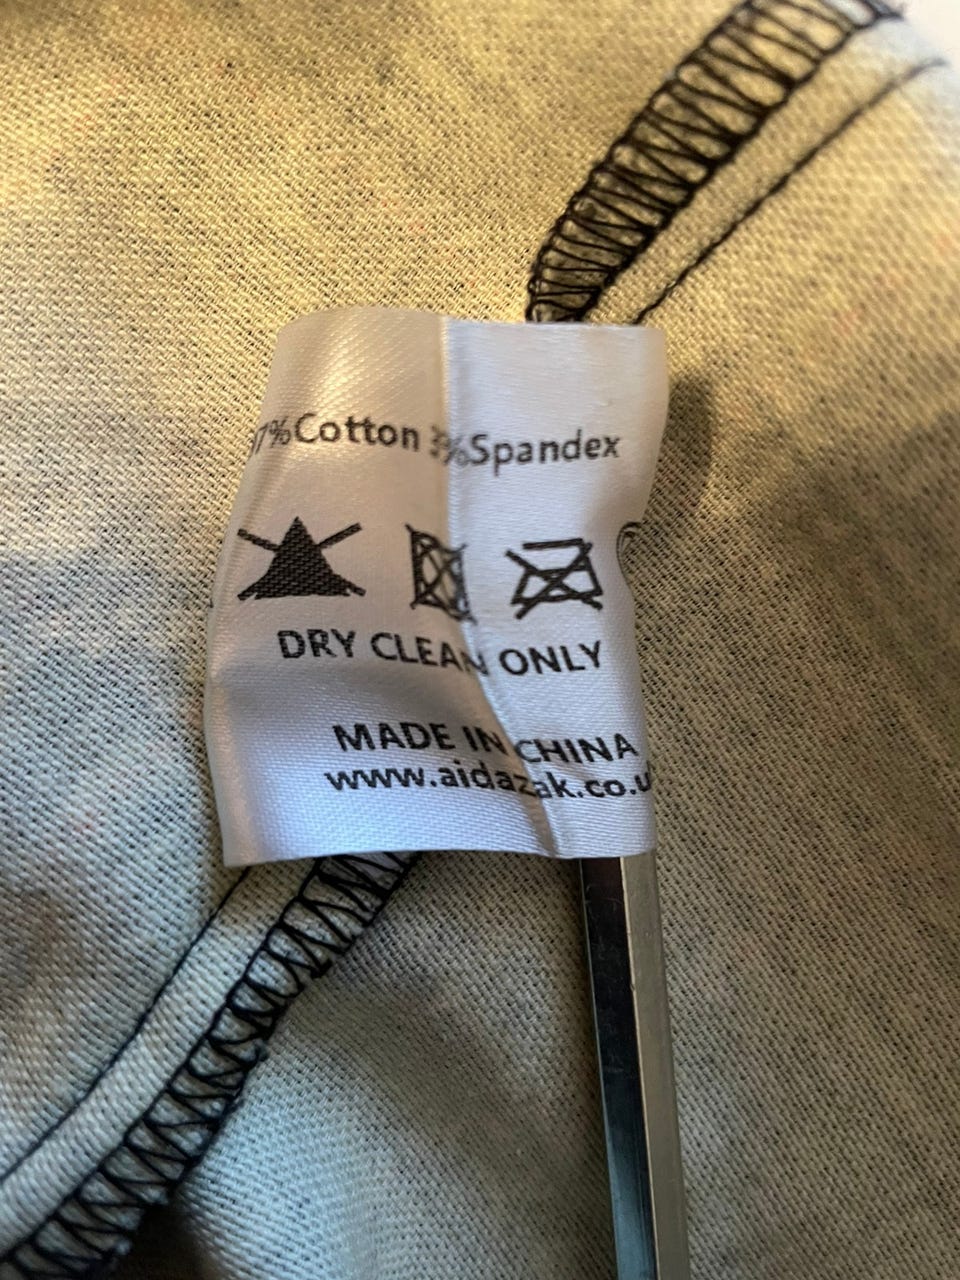 7%Cotton 3%Spandex
DRY CLEAN ONLY
MADE IN CHINA
www.aidazak.co.u